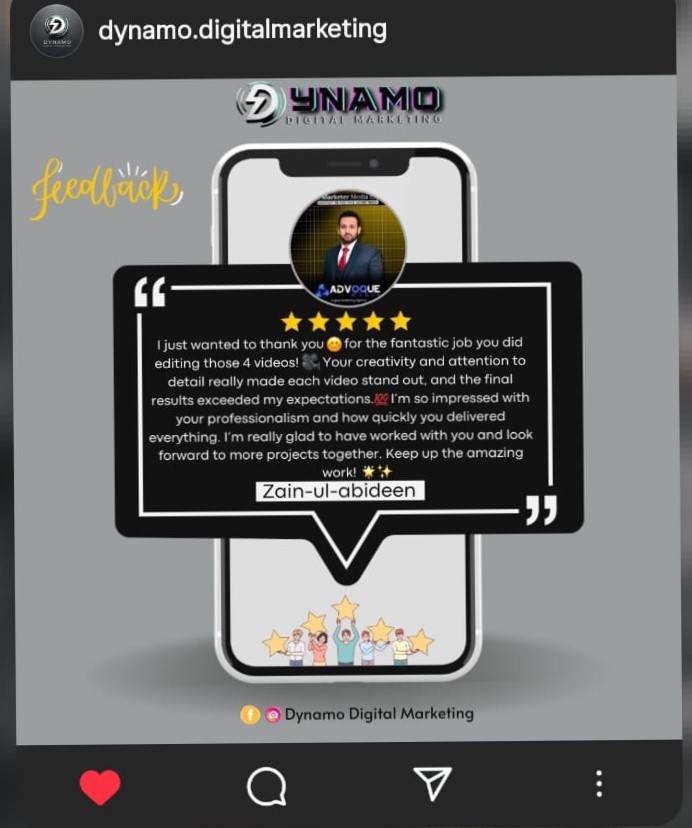 dynamo.digitalmarketing
DYNAMO
YNAMO
DIGITAL MARKETING
feedback
Marketer Media
ADVOQUE
“
I just wanted to thank you 😊 for the fantastic job you did
editing those 4 videos! 🎥 Your creativity and attention to
detail really made each video stand out, and the final
results exceeded my expectations.💯 I'm so impressed with
your professionalism and how quickly you delivered
everything. I'm really glad to have worked with you and look
forward to more projects together. Keep up the amazing
work! 🌟✨
Zain-ul-abideen
”
Dynamo Digital Marketing